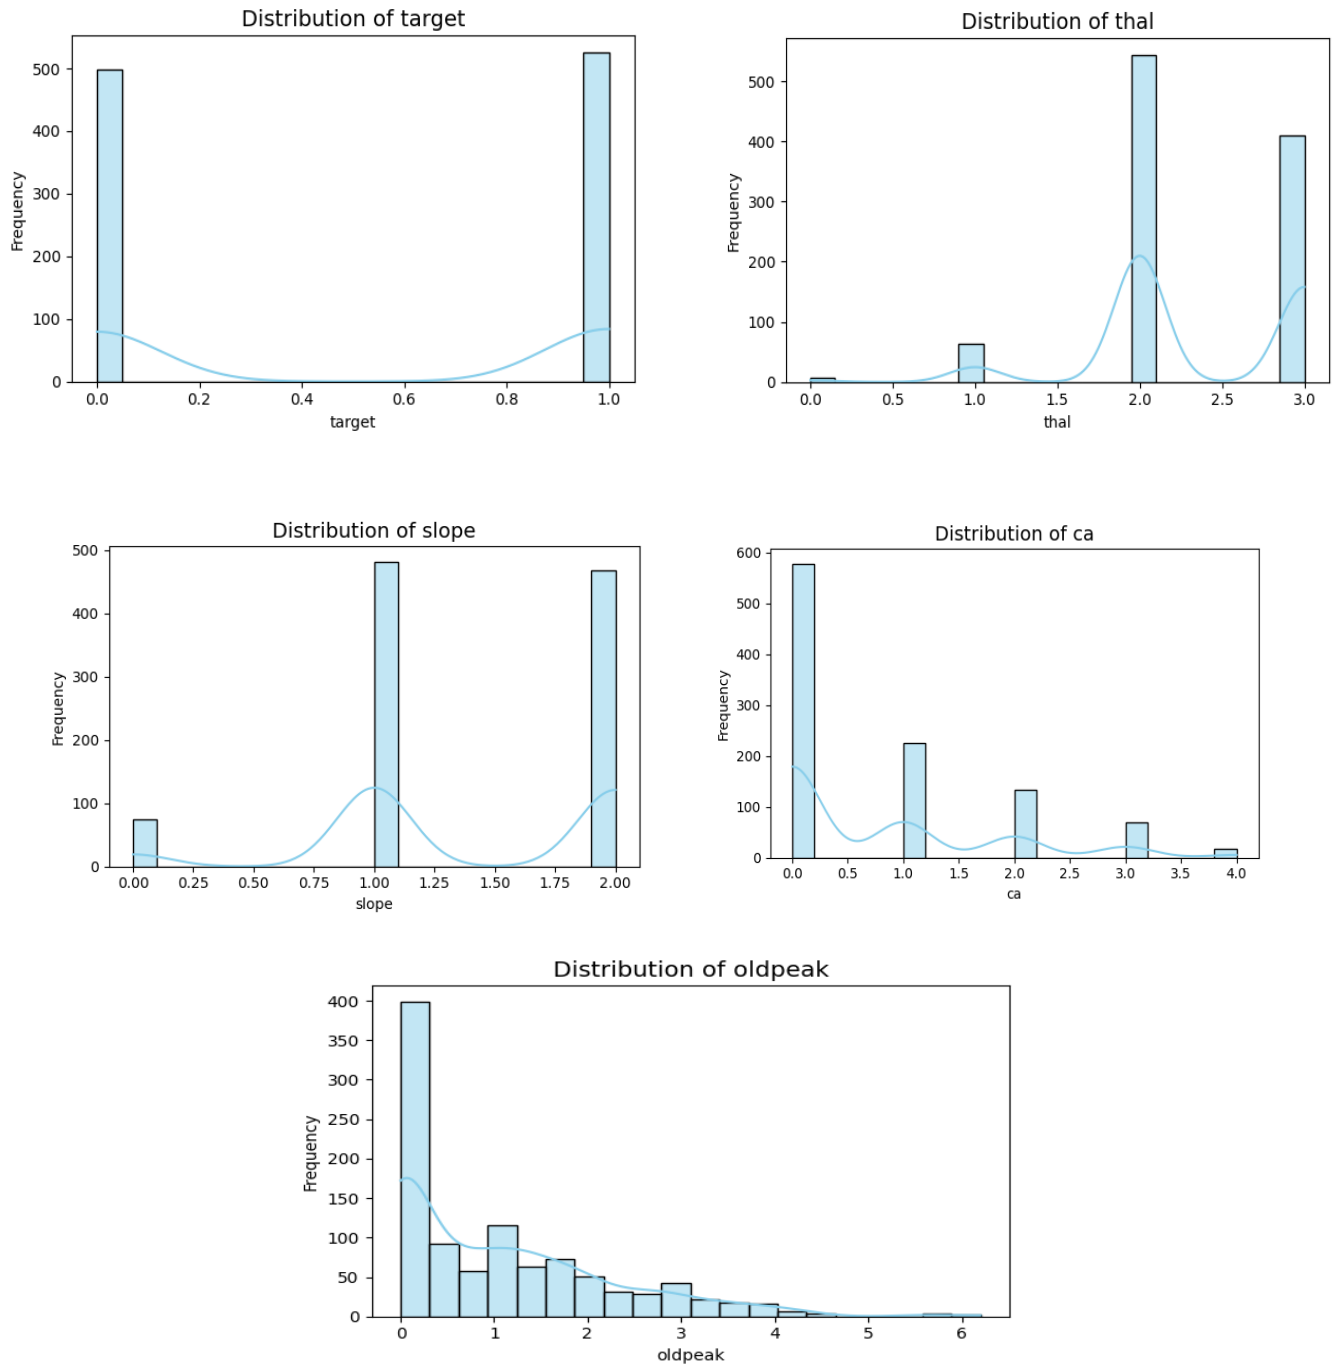 Distribution of target
Frequency
500
400
300
200
100
0
0.0 0.2 0.4 0.6 0.8 1.0
target
Distribution of thal
Frequency
500
400
300
200
100
0
0.0 0.5 1.0 1.5 2.0 2.5 3.0
thal
Distribution of slope
Frequency
500
400
300
200
100
0
0.00 0.25 0.50 0.75 1.00 1.25 1.50 1.75 2.00
slope
Distribution of ca
Frequency
600
500
400
300
200
100
0
0.0 0.5 1.0 1.5 2.0 2.5 3.0 3.5 4.0
ca
Distribution of oldpeak
Frequency
400
350
300
250
200
150
100
50
0
0 1 2 3 4 5 6
oldpeak